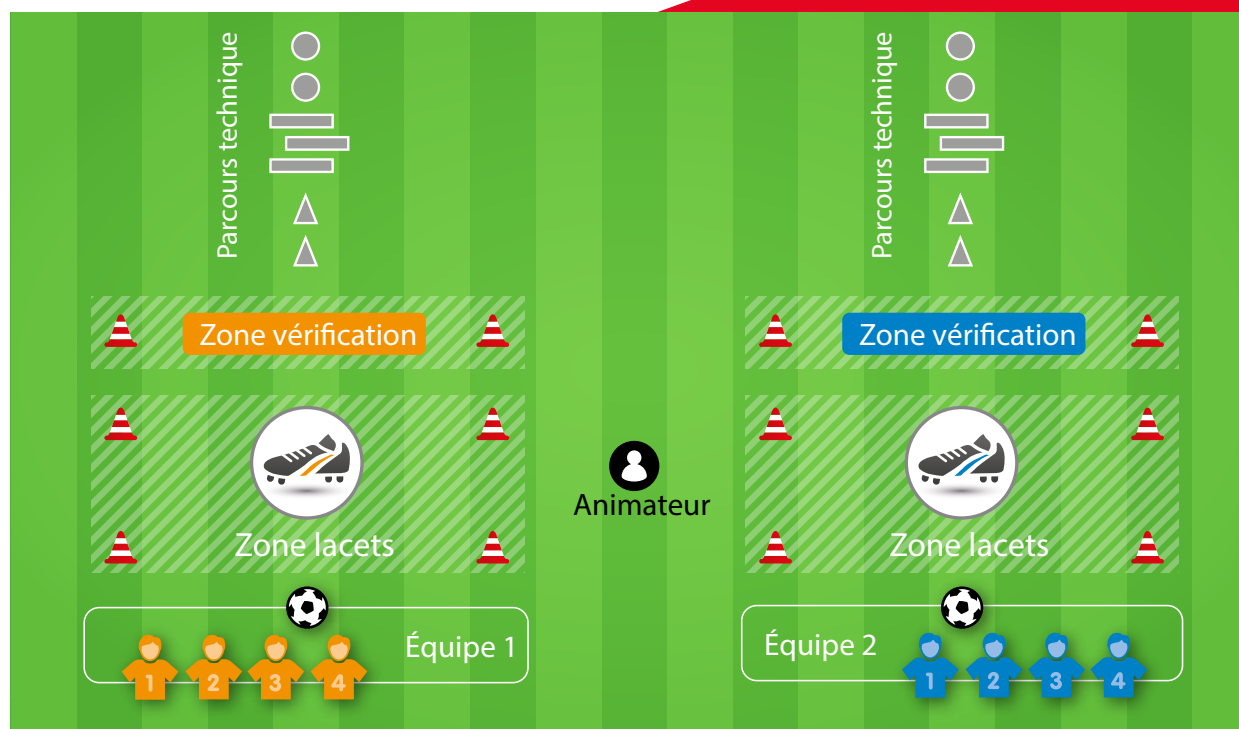 Parcours technique
Parcours technique
Zone vérification
Zone vérification
Animateur
Zone lacets
Zone lacets
Équipe 1
1 2 3 4
Équipe 2
1 2 3 4